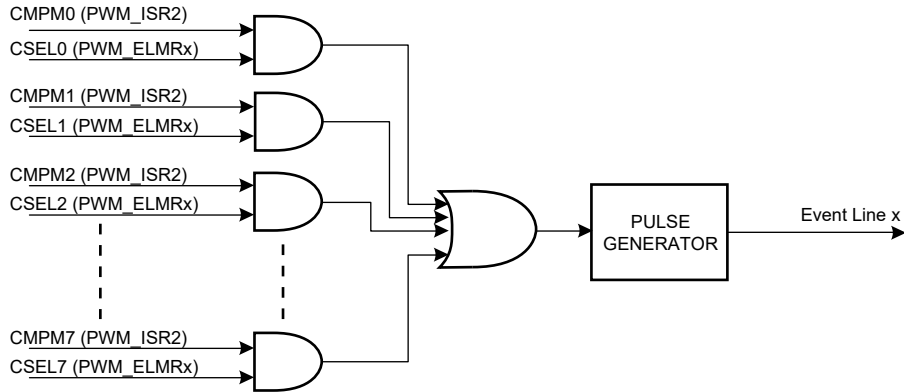 CMPM0 (PWM_ISR2)
CSEL0 (PWM_ELMRx)
CMPM1 (PWM_ISR2)
CSEL1 (PWM_ELMRx)
CMPM2 (PWM_ISR2)
CSEL2 (PWM_ELMRx)
PULSE
GENERATOR
Event Line x
CMPM7 (PWM_ISR2)
CSEL7 (PWM_ELMRx)